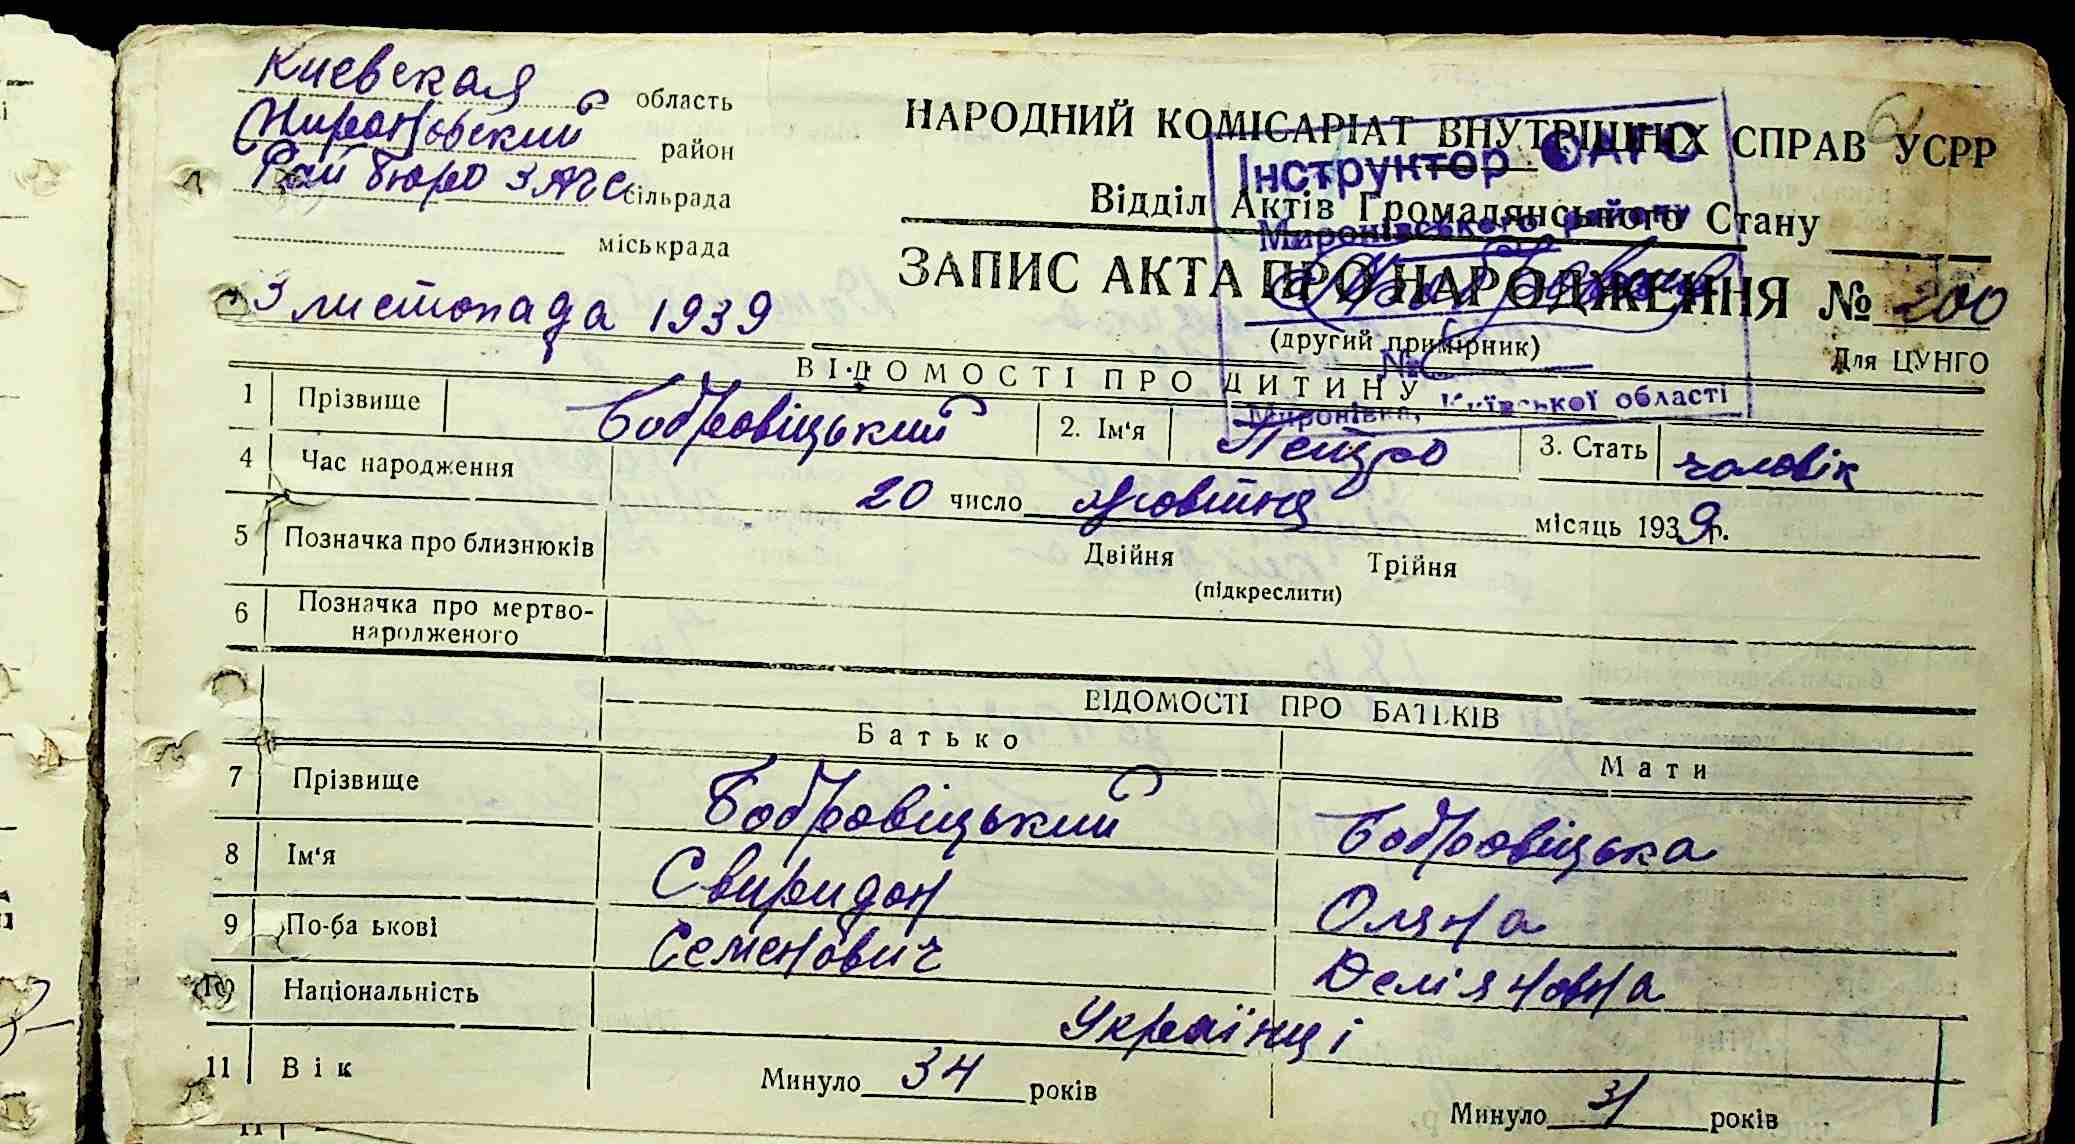 Киевская область
Мироновский район
Рай бюро ЗАГС сільрада
міськрада
3 листопада 1939
НАРОДНИЙ КОМІСАРІАТ ВНУТРІШНІХ СПРАВ УСРР
Відділ Актів Громадянського Стану
ЗАПИС АКТА ПРО НАРОДЖЕННЯ № 200
(другий примірник)
Для ЦУНГО
Інструктор
Миронівського району
№
Миронівка, Київської області
ВІДОМОСТІ ПРО ДИТИНУ
1 Прізвище Бобровіцький 2. Ім'я Петро 3. Стать чоловік
4 Час народження 20 число жовтня місяць 1939 р.
5 Позначка про близнюків Двійня Трійня
(підкреслити)
6 Позначка про мертво-
народженого
ВІДОМОСТІ ПРО БАТЬКІВ
Батько Мати
7 Прізвище Бобровіцький Бобровіцька
8 Ім'я Свиридон Оляна
9 По-ба ькові Семенович Деміяновна
10 Національність Українці
11 Вік Минуло 34 років Минуло 31 років